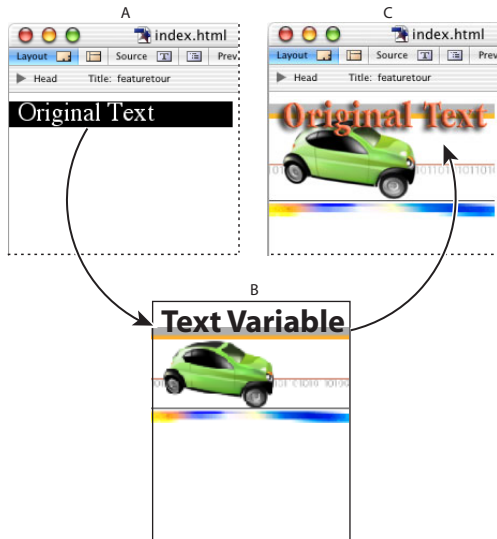 A
index.html
Layout Source Prev
Head Title: featuretour
Original Text
C
index.html
Layout Source Prev
Head Title: featuretour
Original Text
B
Text Variable